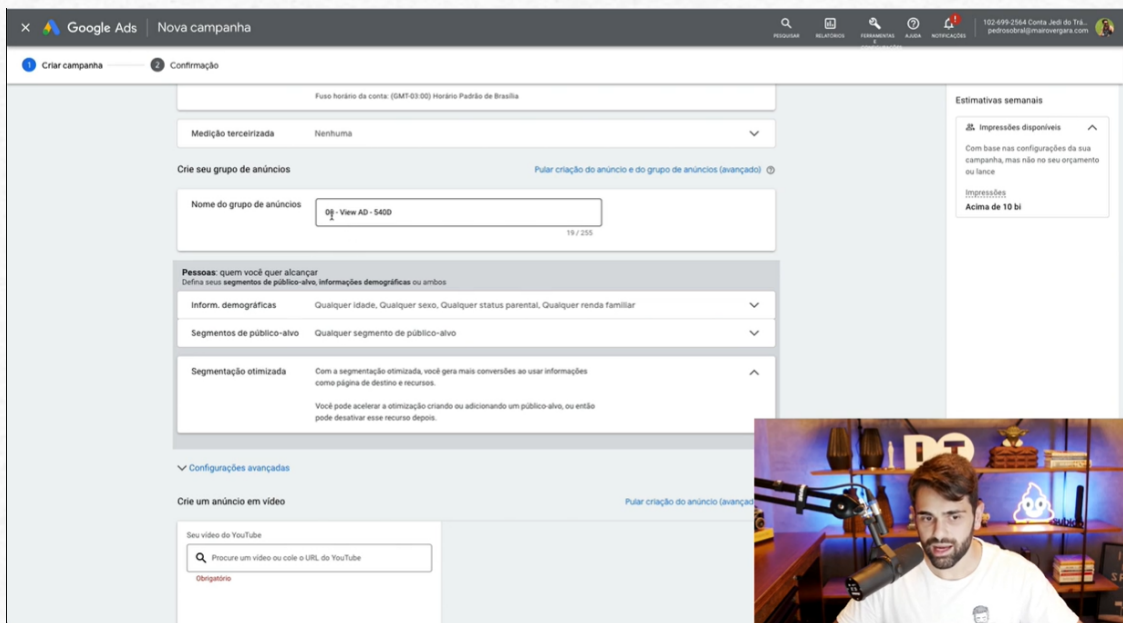 Google Ads Nova campanha
PESQUISAR
RELATÓRIOS
FERRAMENTAS
E
AJUDA
NOTIFICAÇÕES
102-699-2564 Conta Jedi do Trá...
pedrosobral@mairovergara.com
1 Criar campanha 2 Confirmação
Fuso horário da conta: (GMT-03:00) Horário Padrão de Brasília
Medição terceirizada Nenhuma
Crie seu grupo de anúncios Pular criação do anúncio e do grupo de anúncios (avançado)
Nome do grupo de anúncios
- View AD - 540D
19 / 255
Pessoas: quem você quer alcançar
Defina seus segmentos de público-alvo, informações demográficas ou ambos
Inform. demográficas Qualquer idade, Qualquer sexo, Qualquer status parental, Qualquer renda familiar
Segmentos de público-alvo Qualquer segmento de público-alvo
Segmentação otimizada Com a segmentação otimizada, você gera mais conversões ao usar informações
como página de destino e recursos.
Você pode acelerar a otimização criando ou adicionando um público-alvo, ou então
pode desativar esse recurso depois.
Configurações avançadas
Crie um anúncio em vídeo Pular criação do anúncio (avançad
Seu vídeo do YouTube
Procure um vídeo ou cole o URL do YouTube
Obrigatório
Estimativas semanais
Impressões disponíveis
Com base nas configurações da sua
campanha, mas não no seu orçamento
ou lance
Impressões
Acima de 10 bi
subido